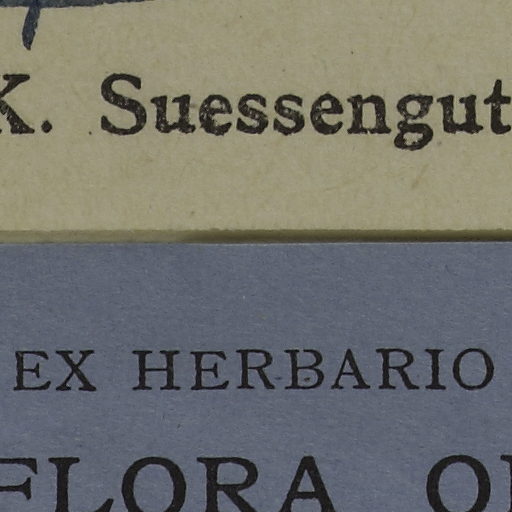 K. Suessengut
EX HERBARIO
FLORA O